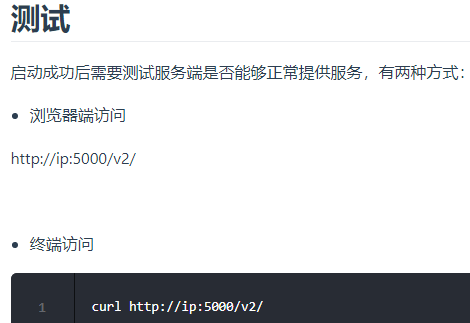 测试
启动成功后需要测试服务端是否能够正常提供服务，有两种方式：
• 浏览器端访问
http://ip:5000/v2/
• 终端访问
1 curl http://ip:5000/v2/